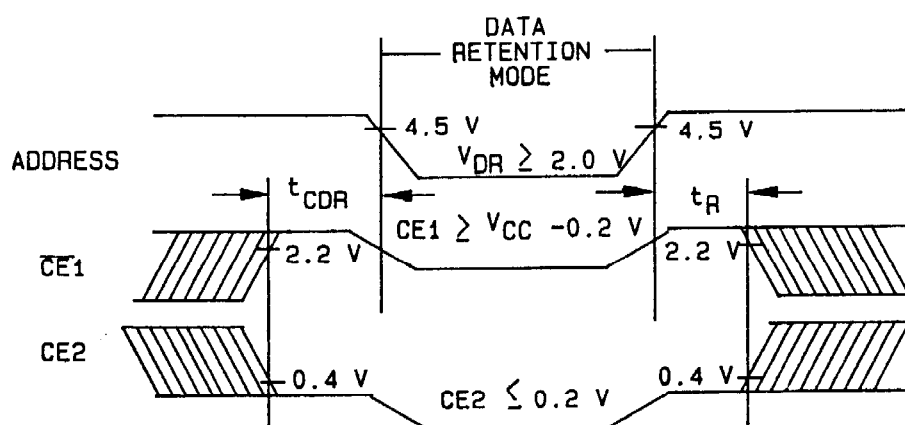 DATA
RETENTION
MODE
4.5 V
4.5 V
ADDRESS
V_DR ≥ 2.0 V
t_CDR
t_R
CE1 ≥ V_CC -0.2 V
C̅E̅1
2.2 V
2.2 V
CE2
0.4 V
0.4 V
CE2 ≤ 0.2 V